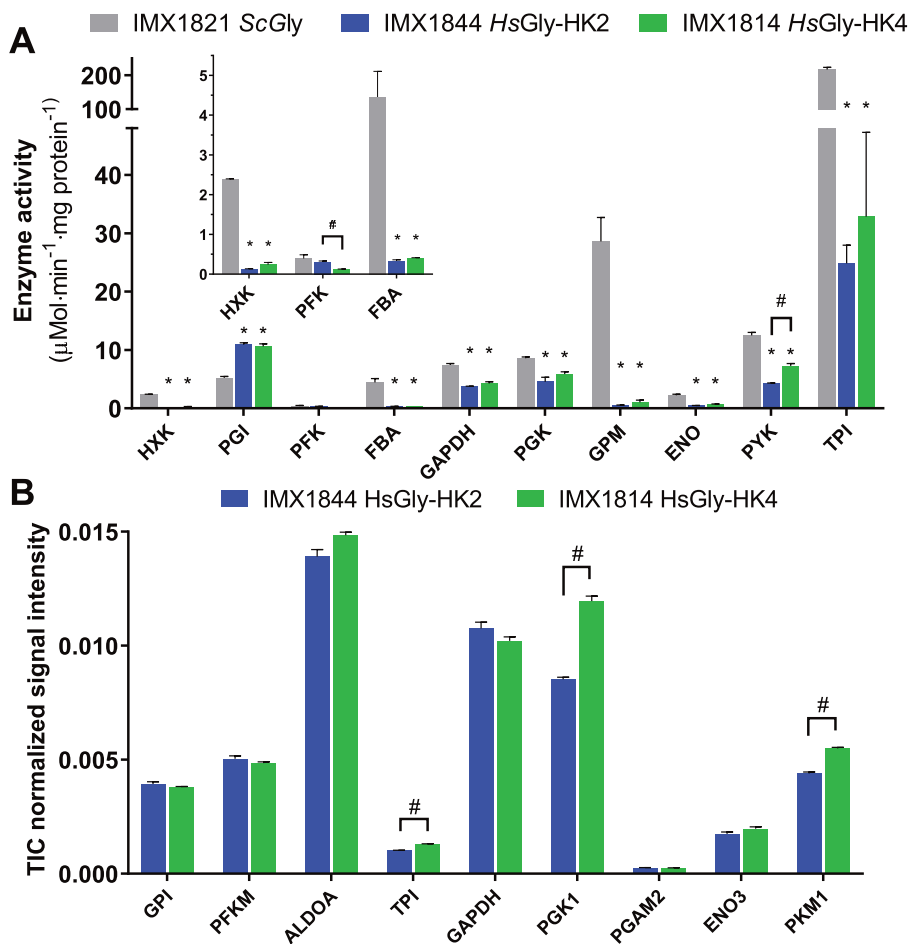 IMX1821 ScGly IMX1844 HsGly-HK2 IMX1814 HsGly-HK4
A
Enzyme activity
(µMol·min⁻¹·mg protein⁻¹)
200
100
40
30
20
10
0
5
4
3
2
1
0
* * # * *
HXK PFK FBA
* * * * * * * * * * * * * * # * * * *
HXK PGI PFK FBA GAPDH PGK GPM ENO PYK TPI
B
IMX1844 HsGly-HK2 IMX1814 HsGly-HK4
TIC normalized signal intensity
0.015
0.010
0.005
0.000
# # #
GPI PFKM ALDOA TPI GAPDH PGK1 PGAM2 ENO3 PKM1